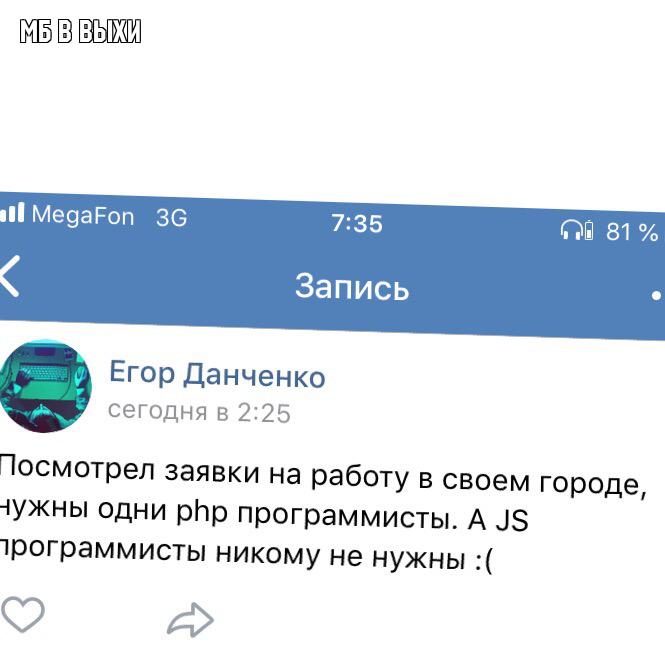 МБ В ВЫХИ
MegaFon 3G 7:35 81 %
Запись
Егор Данченко
сегодня в 2:25
Посмотрел заявки на работу в своем городе,
нужны одни php программисты. А JS
программисты никому не нужны :(